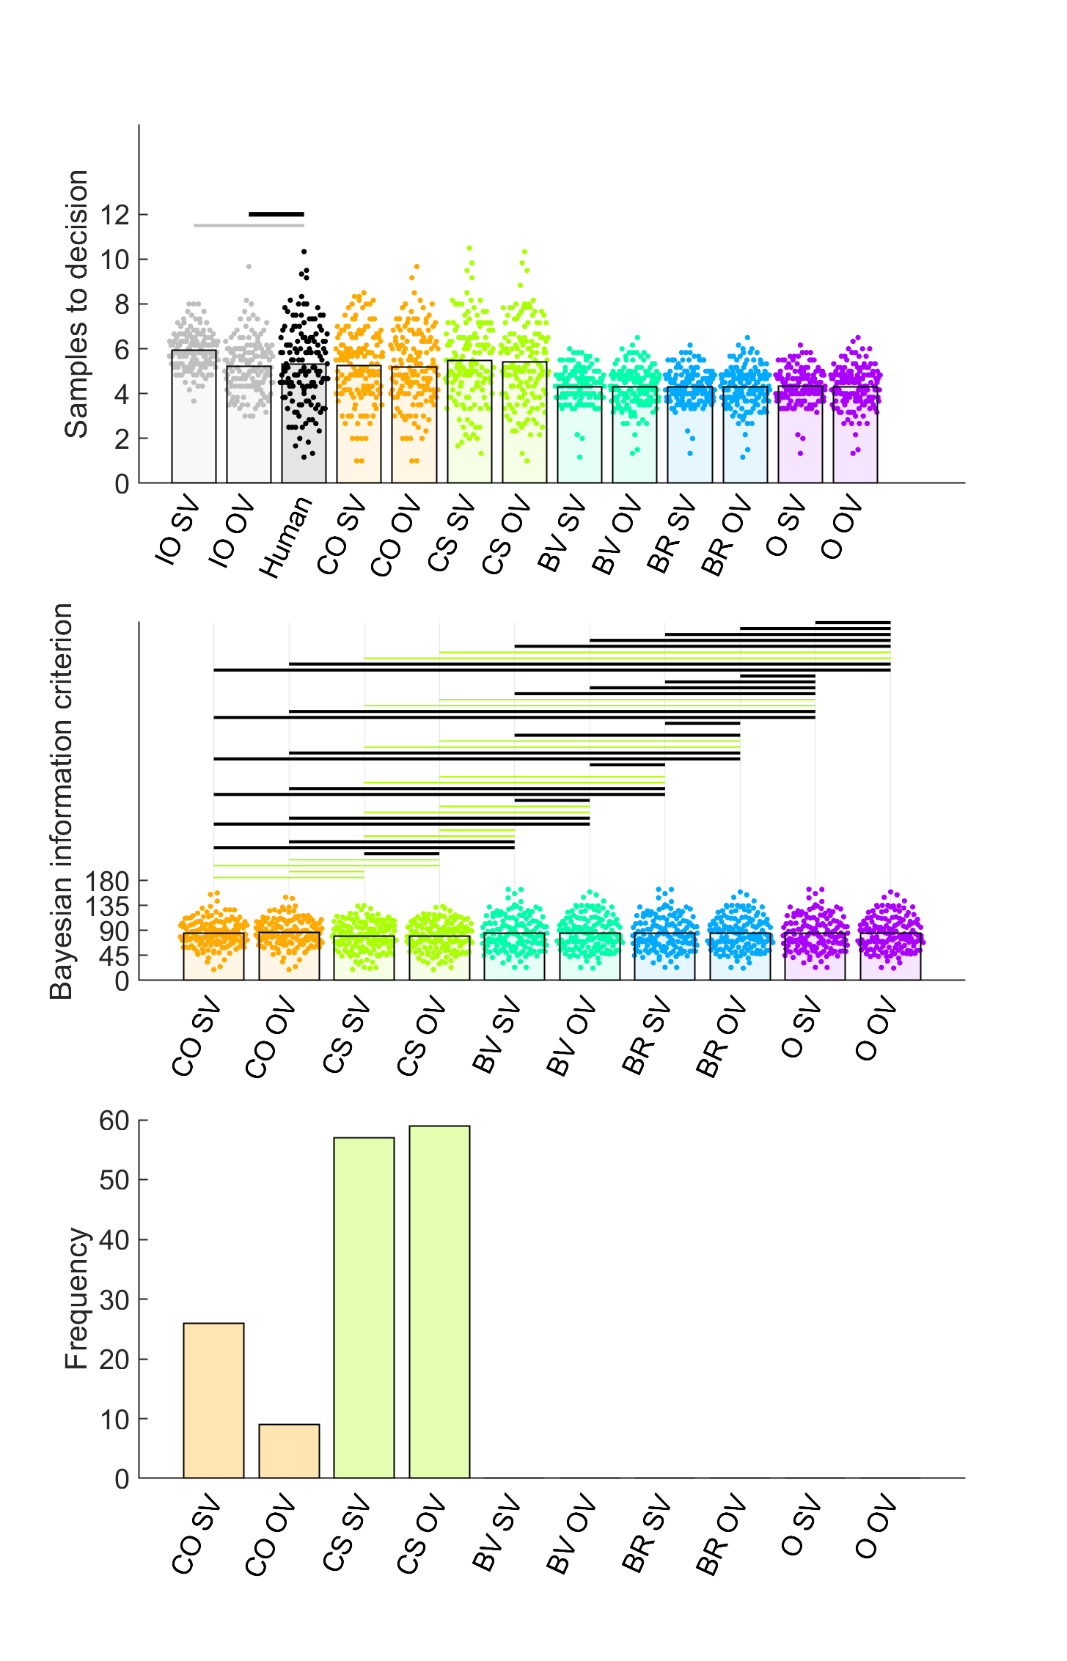 Samples to decision
12
10
8
6
4
2
0
IO SV
IO OV
Human
CO SV
CO OV
CS SV
CS OV
BV SV
BV OV
BR SV
BR OV
O SV
O OV
Bayesian information criterion
180
135
90
45
0
CO SV
CO OV
CS SV
CS OV
BV SV
BV OV
BR SV
BR OV
O SV
O OV
Frequency
60
50
40
30
20
10
0
CO SV
CO OV
CS SV
CS OV
BV SV
BV OV
BR SV
BR OV
O SV
O OV